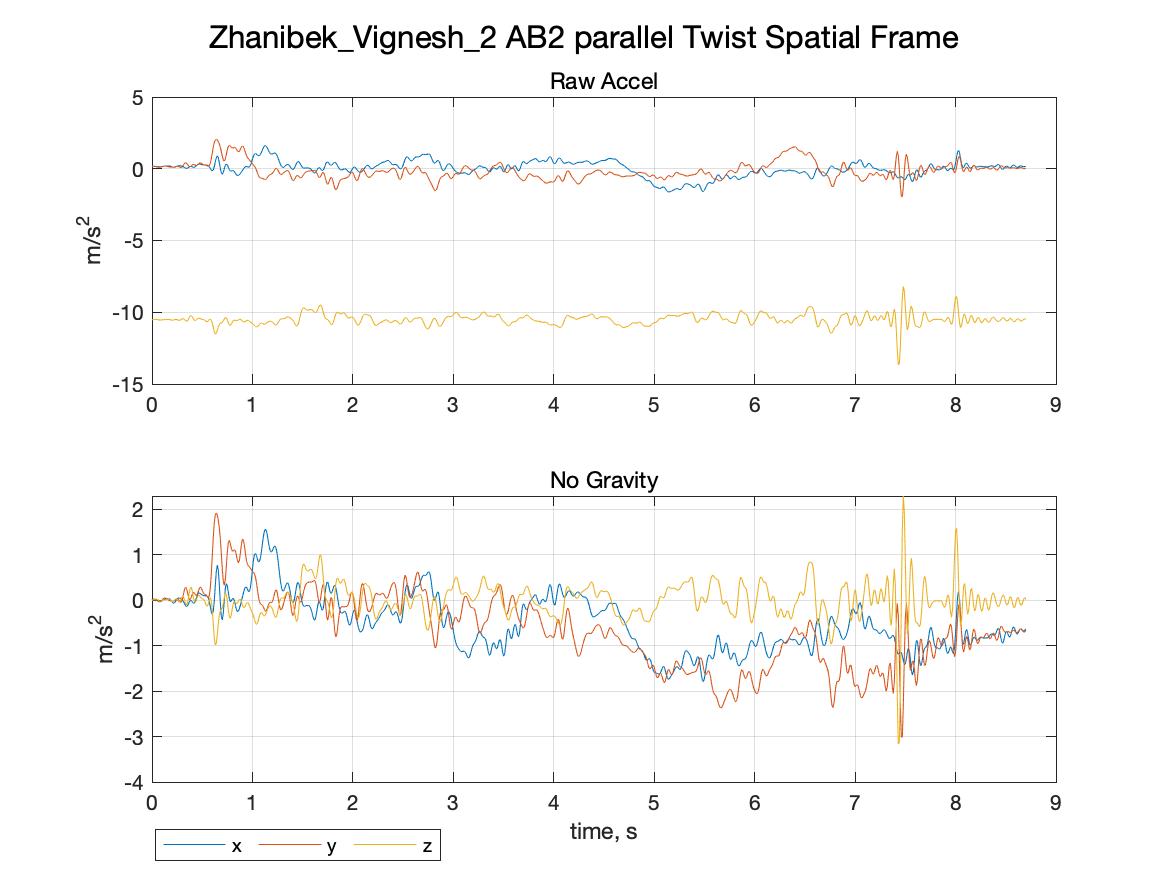 Zhanibek_Vignesh_2 AB2 parallel Twist Spatial Frame
Raw Accel
5
0
-5
-10
-15
m/s²
0 1 2 3 4 5 6 7 8 9
No Gravity
2
1
0
-1
-2
-3
-4
m/s²
0 1 2 3 4 5 6 7 8 9
time, s
x y z